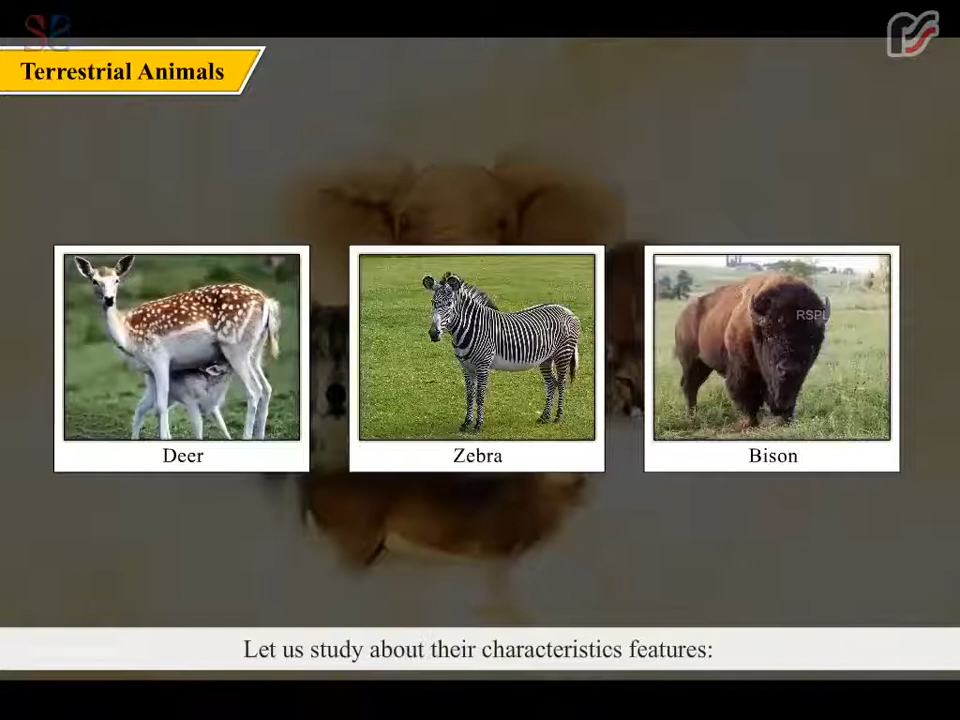 Terrestrial Animals
RSPL
Deer
Zebra
Bison
Let us study about their characteristics features: